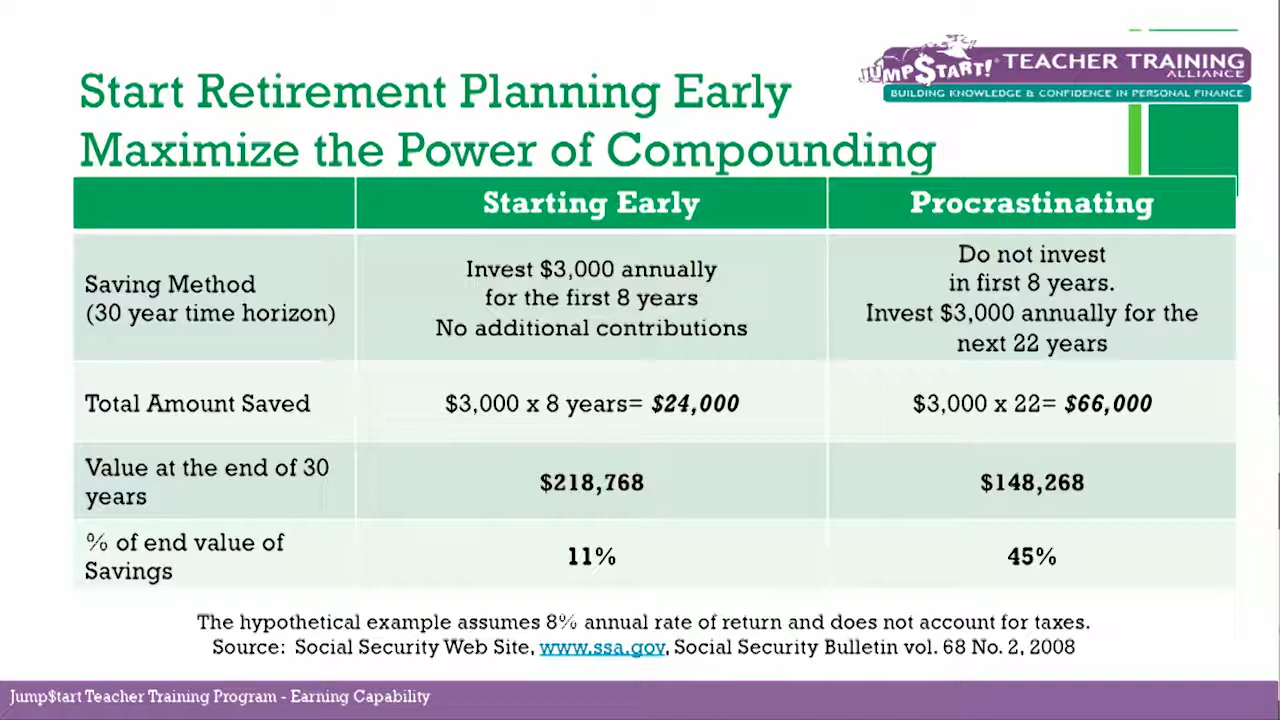 JUMP$TART!® TEACHER TRAINING
ALLIANCE
BUILDING KNOWLEDGE & CONFIDENCE IN PERSONAL FINANCE
Start Retirement Planning Early
Maximize the Power of Compounding
Starting Early
Procrastinating
Saving Method
(30 year time horizon)
Invest $3,000 annually
for the first 8 years
No additional contributions
Do not invest
in first 8 years.
Invest $3,000 annually for the
next 22 years
Total Amount Saved
$3,000 x 8 years= $24,000
$3,000 x 22= $66,000
Value at the end of 30
years
$218,768
$148,268
% of end value of
Savings
11%
45%
The hypothetical example assumes 8% annual rate of return and does not account for taxes.
Source: Social Security Web Site, www.ssa.gov, Social Security Bulletin vol. 68 No. 2, 2008
Jump$tart Teacher Training Program - Earning Capability